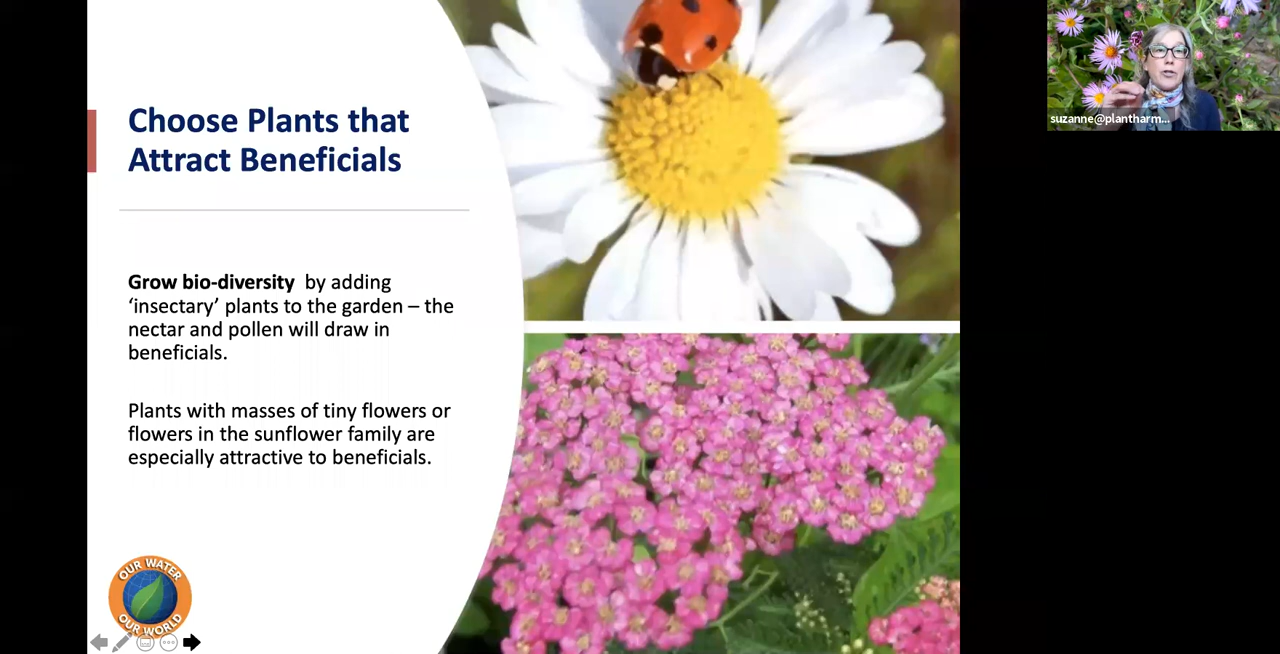 Choose Plants that
Attract Beneficials
Grow bio-diversity by adding
‘insectary’ plants to the garden – the
nectar and pollen will draw in
beneficials.
Plants with masses of tiny flowers or
flowers in the sunflower family are
especially attractive to beneficials.
OUR WATER
OUR WORLD
suzanne@plantharm...